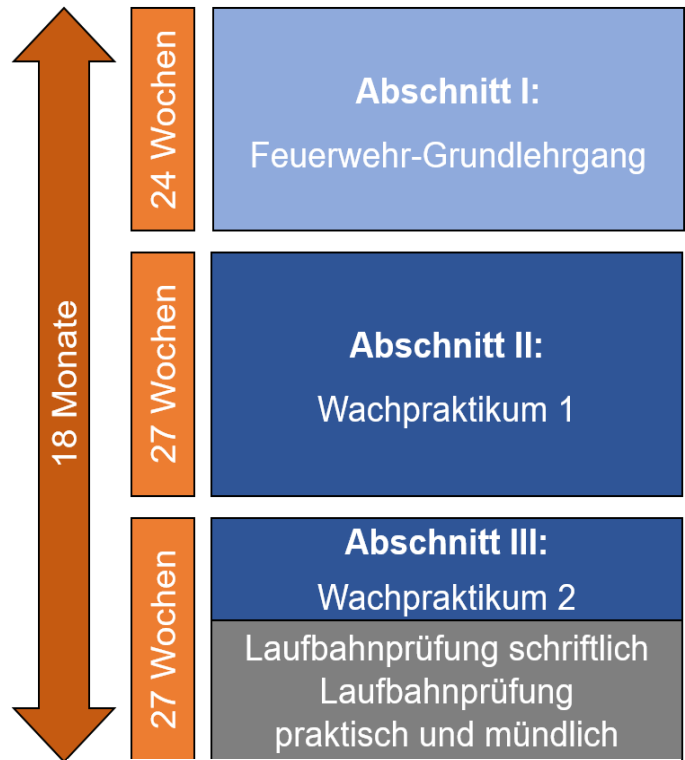 18 Monate
24 Wochen
Abschnitt I:
Feuerwehr-Grundlehrgang
27 Wochen
Abschnitt II:
Wachpraktikum 1
27 Wochen
Abschnitt III:
Wachpraktikum 2
Laufbahnprüfung schriftlich
Laufbahnprüfung
praktisch und mündlich